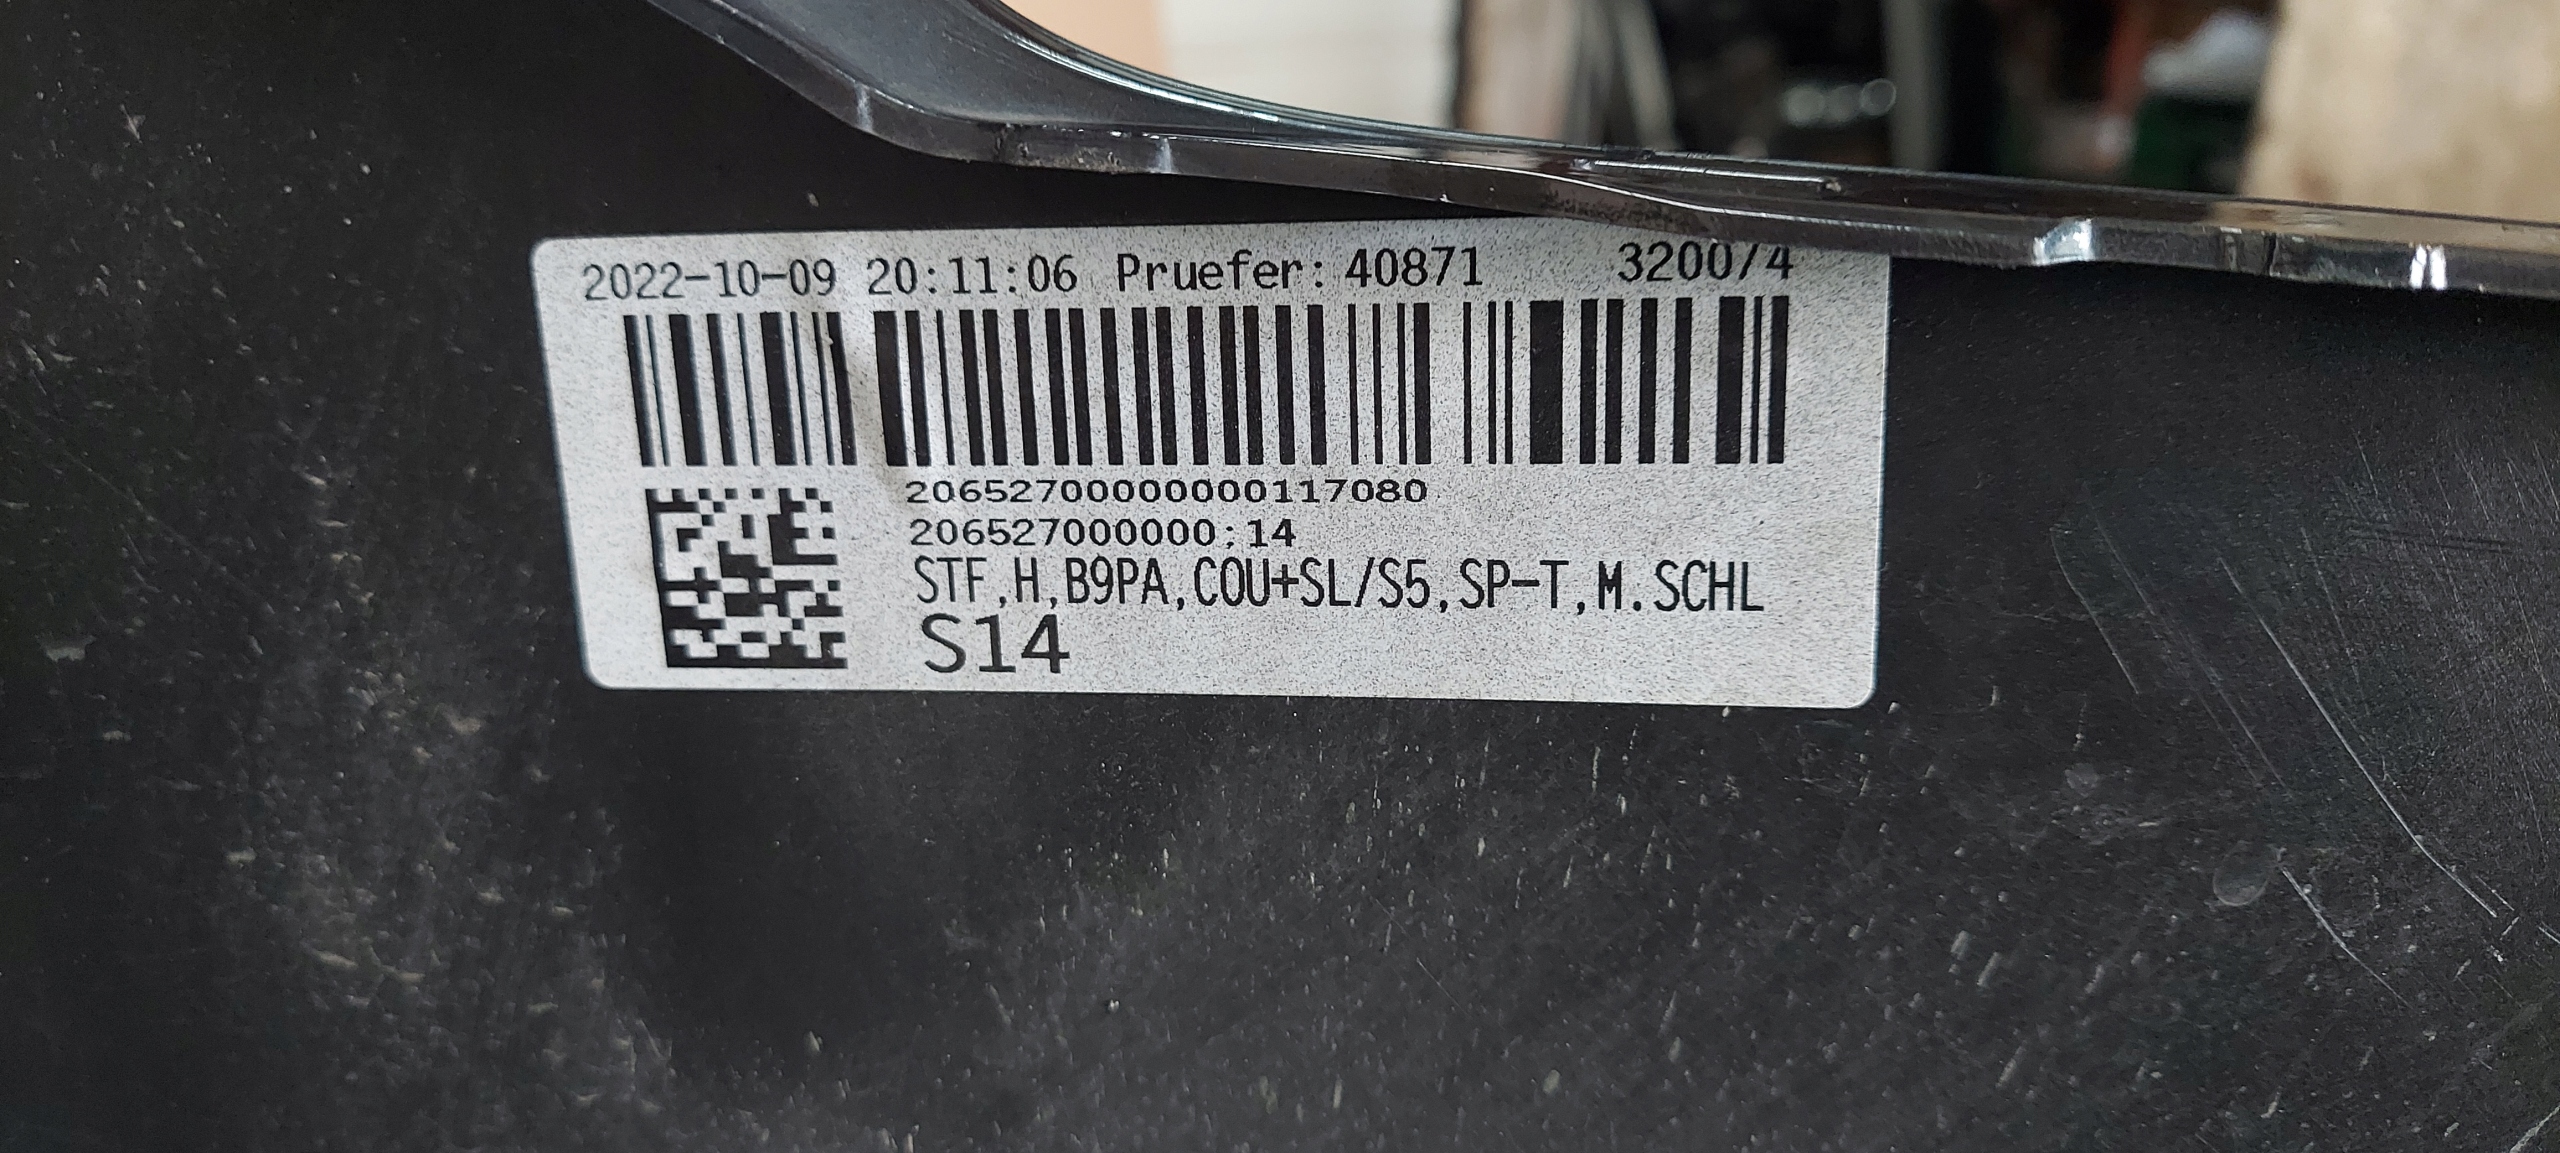 2022-10-09 20:11:06 Pruefer: 40871 3200/4
20652700000000117080
206527000000;14
STF,H,B9PA,COU+SL/S5,SP-T,M.SCHL
S14